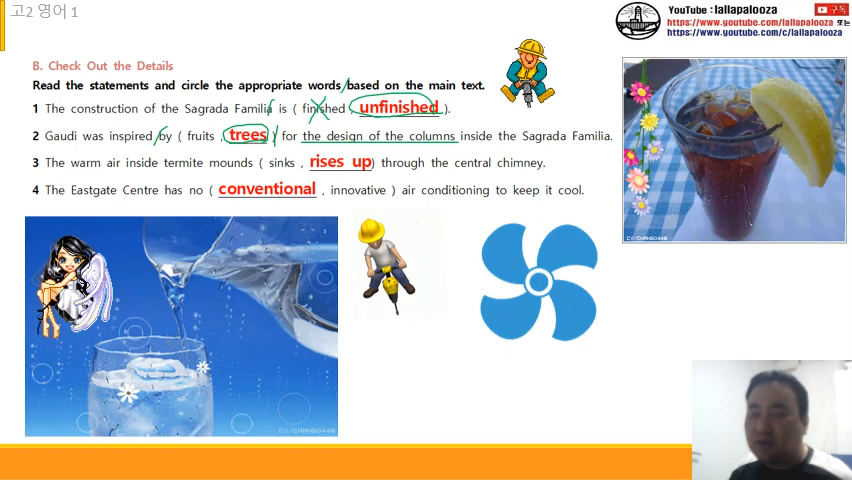 고2 영어 1
YouTube : lallapalooza
구독
https://www.youtube.com/lallapalooza 또는
https://www.youtube.com/c/lallapalooza
B. Check Out the Details
Read the statements and circle the appropriate words based on the main text.
1 The construction of the Sagrada Familia is ( finished , unfinished ).
2 Gaudi was inspired by ( fruits , trees ) for the design of the columns inside the Sagrada Familia.
3 The warm air inside termite mounds ( sinks , rises up ) through the central chimney.
4 The Eastgate Centre has no ( conventional , innovative ) air conditioning to keep it cool.